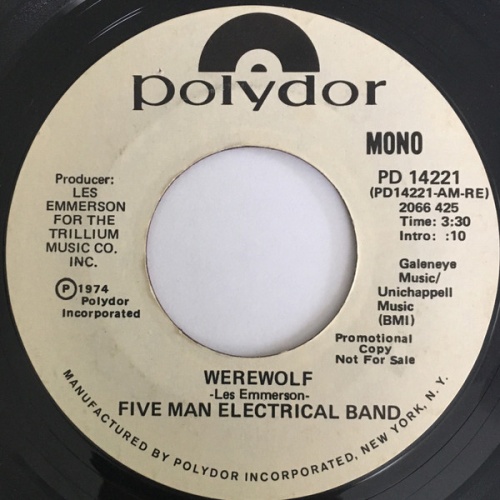 polydor
MONO
PD 14221
(PD14221-AM-RE)
2066 425
Time: 3:30
Intro: :10
Producer:
LES
EMMERSON
FOR THE
TRILLIUM
MUSIC CO.
INC.
Ⓟ1974
Polydor
Incorporated
Galeneye
Music/
Unichappell
Music
(BMI)
Promotional
Copy
Not For Sale
WEREWOLF
-Les Emmerson-
FIVE MAN ELECTRICAL BAND
MANUFACTURED BY POLYDOR INCORPORATED, NEW YORK, N.Y.